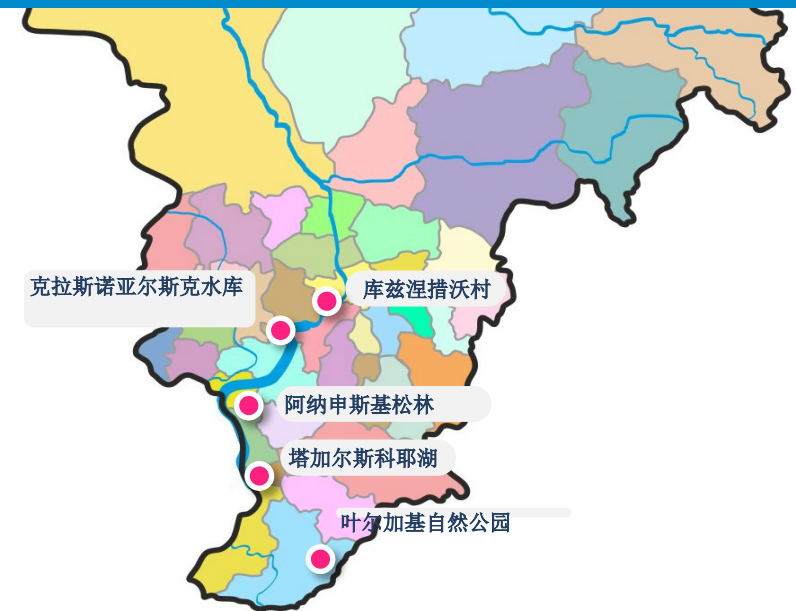 克拉斯诺亚尔斯克水库
库兹涅措沃村
阿纳申斯基松林
塔加尔斯科耶湖
叶尔加基自然公园